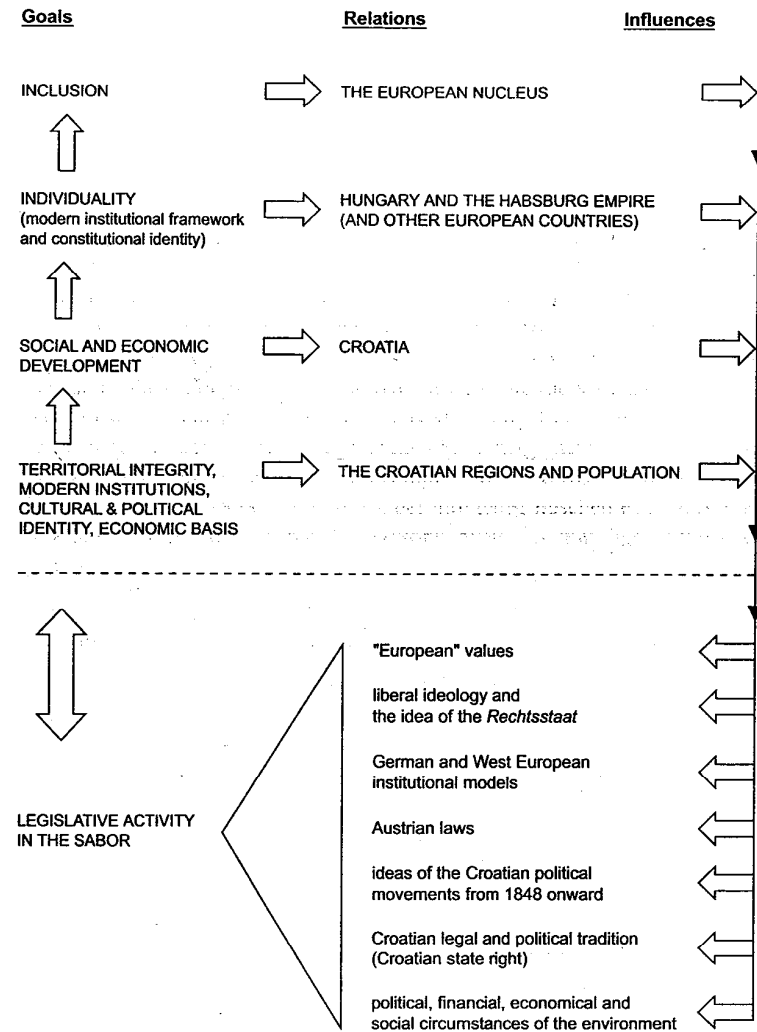 Goals Relations Influences
INCLUSION THE EUROPEAN NUCLEUS
INDIVIDUALITY
(modern institutional framework
and constitutional identity)
HUNGARY AND THE HABSBURG EMPIRE
(AND OTHER EUROPEAN COUNTRIES)
SOCIAL AND ECONOMIC
DEVELOPMENT
CROATIA
TERRITORIAL INTEGRITY,
MODERN INSTITUTIONS,
CULTURAL & POLITICAL
IDENTITY, ECONOMIC BASIS
THE CROATIAN REGIONS AND POPULATION
LEGISLATIVE ACTIVITY
IN THE SABOR
"European" values
liberal ideology and
the idea of the Rechtsstaat
German and West European
institutional models
Austrian laws
ideas of the Croatian political
movements from 1848 onward
Croatian legal and political tradition
(Croatian state right)
political, financial, economical and
social circumstances of the environment